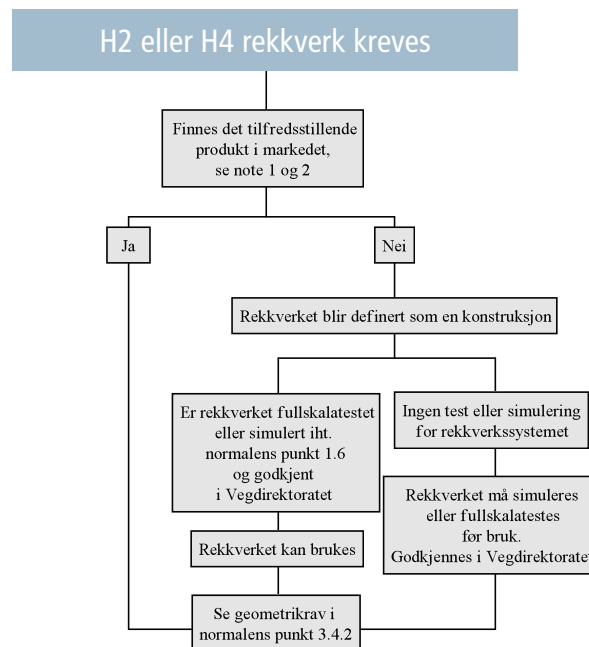 H2 eller H4 rekkverk kreves
Finnes det tilfredsstillende
produkt i markedet,
se note 1 og 2
Ja
Nei
Rekkverket blir definert som en konstruksjon
Er rekkverket fullskalatestet
eller simulert iht.
normalens punkt 1.6
og godkjent
i Vegdirektoratet
Ingen test eller simulering
for rekkverkssystemet
Rekkverket må simuleres
eller fullskalatestes
før bruk.
Godkjennes i Vegdirektoratet
Rekkverket kan brukes
Se geometrikrav i
normalens punkt 3.4.2